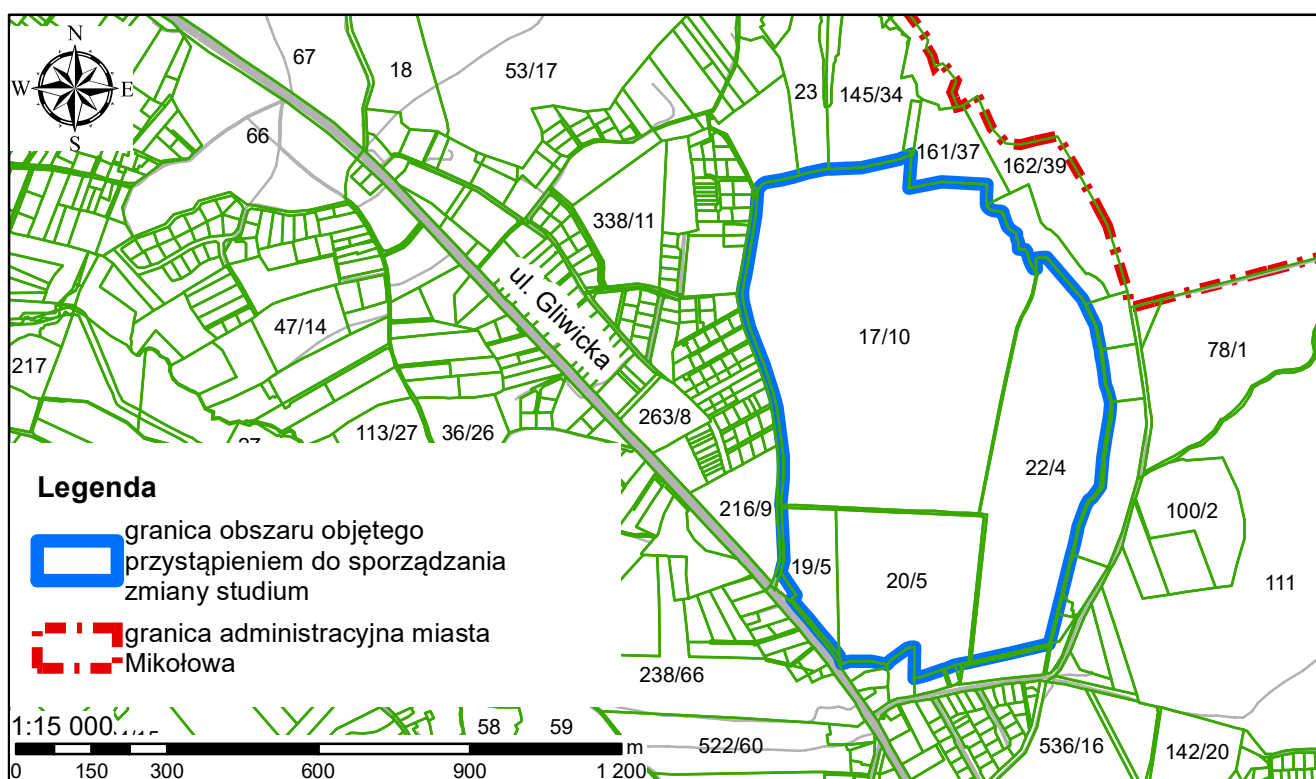 N
W E
S
67
18
53/17
23
145/34
66
161/37
162/39
338/11
ul. Gliwicka
47/14
17/10
78/1
217
263/8
113/27
36/26
22/4
216/9
100/2
19/5
20/5
111
Legenda
granica obszaru objętego
przystąpieniem do sporządzania
zmiany studium
granica administracyjna miasta
Mikołowa
238/66
1:15 000
58
59
522/60
536/16
142/20
0 150 300 600 900 1 200
m